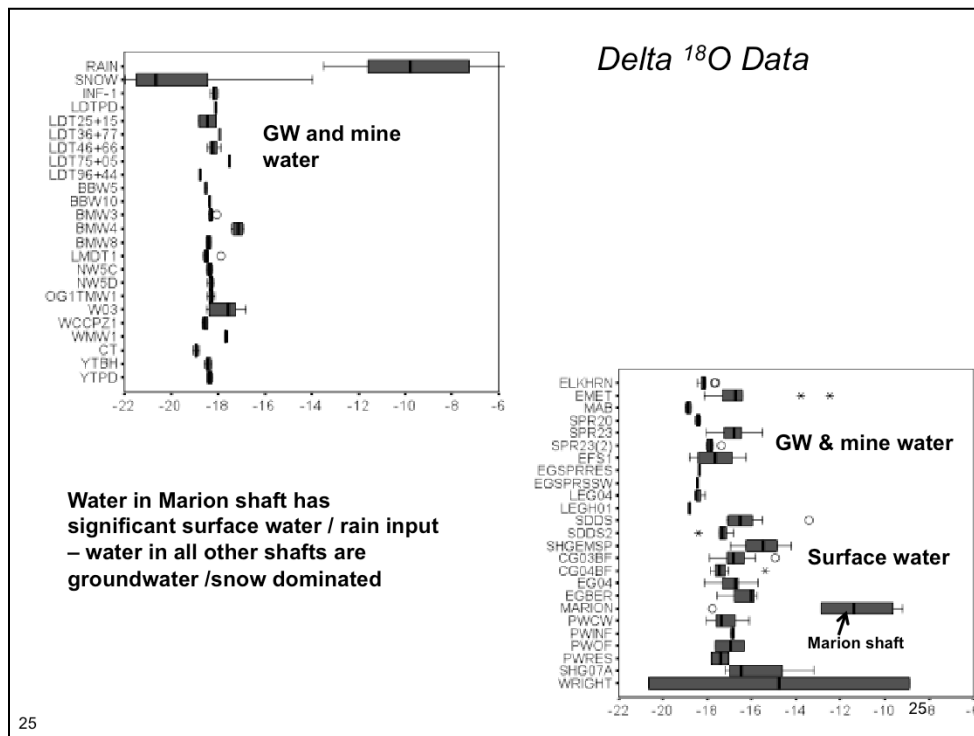 Delta ¹⁸O Data
RAIN
SNOW
INF-1
LDTPD
LDT25+15
LDT36+77
LDT46+66
LDT75+05
LDT96+44
BBW5
BBW10
BMW3
BMW4
BMW8
LMDT1
NW5C
NW5D
OG1TMW1
W03
WCCPZ1
WMW1
CT
YTBH
YTPD
GW and mine
water
-22 -20 -18 -16 -14 -12 -10 -8 -6
Water in Marion shaft has
significant surface water / rain input
– water in all other shafts are
groundwater /snow dominated
ELKHRN
EMET
MAB
SPR20
SPR23
SPR23(2)
EFS1
EGSPRRES
EGSPRSSW
LEG04
LEGH01
SDDS
SDDS2
SHGEMSP
CG03BF
CG04BF
EG04
EGBER
MARION
PWCW
PWINF
PWOF
PWRES
SHG07A
WRIGHT
GW & mine water
Surface water
Marion shaft
-22 -20 -18 -16 -14 -12 -10 -8 -6
25
25